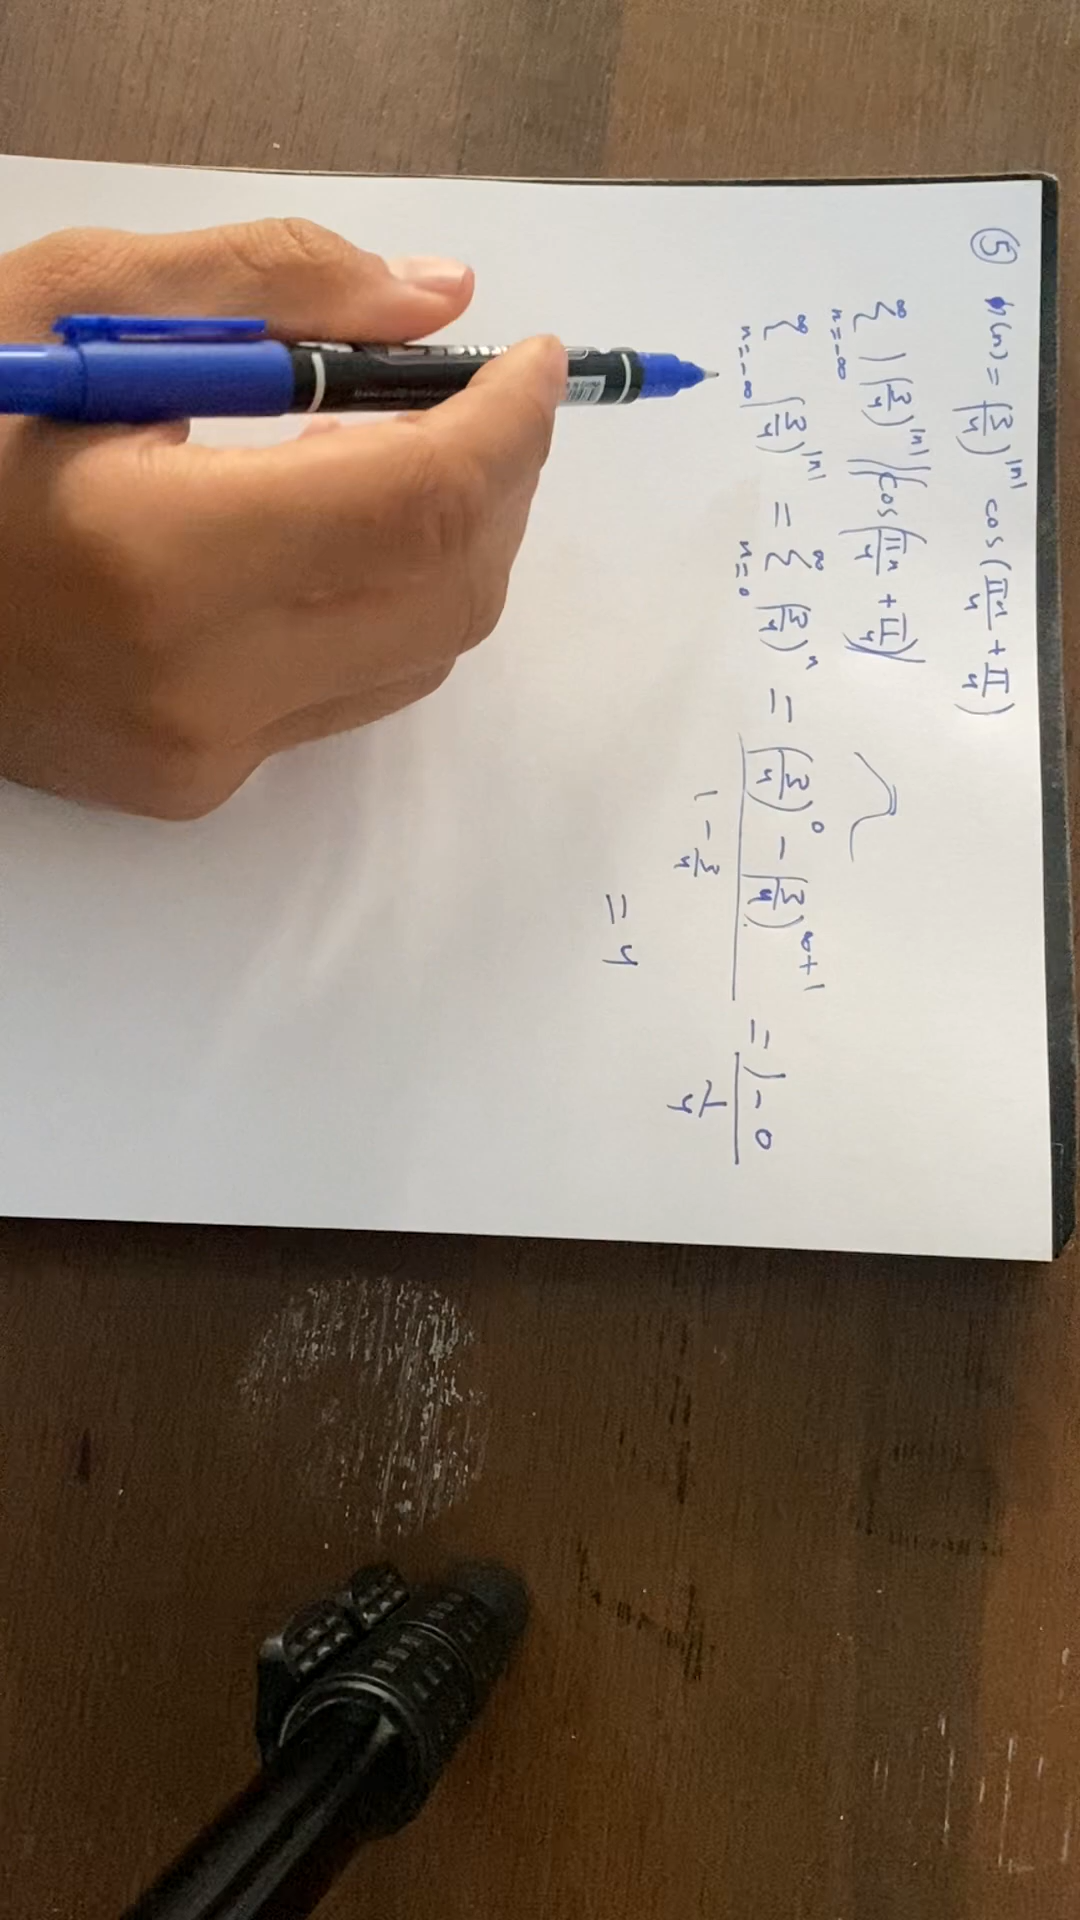 ⑤ h(n) = (3/4)^|n| cos(πn/4 + π/4)
∞ Σ n=-∞ |(3/4)^|n|| |cos(πn/4 + π/4)|
∞ Σ n=-∞ (3/4)^|n| = ∞ Σ n=0 (3/4)^n = ((3/4)^0 - (3/4)^∞+1) / (1 - 3/4) = (1 - 0) / (1/4)
= 4